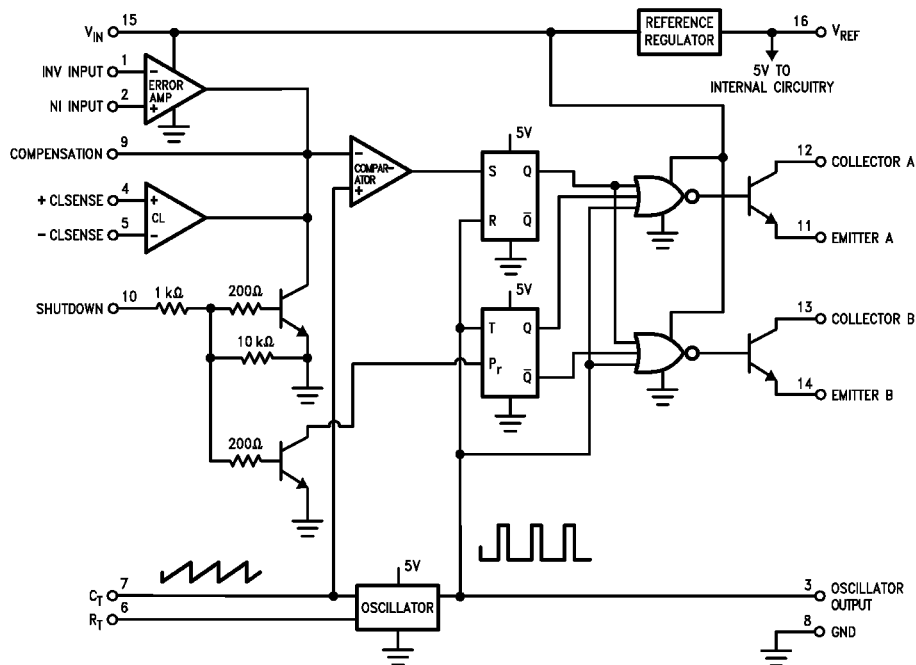 V_IN 15
REFERENCE
REGULATOR
16 V_REF
5V TO
INTERNAL CIRCUITRY
INV INPUT 1
−
ERROR
AMP
+
NI INPUT 2
COMPENSATION 9
−
COMPAR-
ATOR
+
+ CLSENSE 4
+
CL
−
− CLSENSE 5
5V
S Q
R Q̅
12 COLLECTOR A
11 EMITTER A
SHUTDOWN 10
1 kΩ
200Ω
10 kΩ
200Ω
5V
T Q
Pr Q̅
13 COLLECTOR B
14 EMITTER B
C_T 7
R_T 6
5V
OSCILLATOR
3 OSCILLATOR
OUTPUT
8 GND